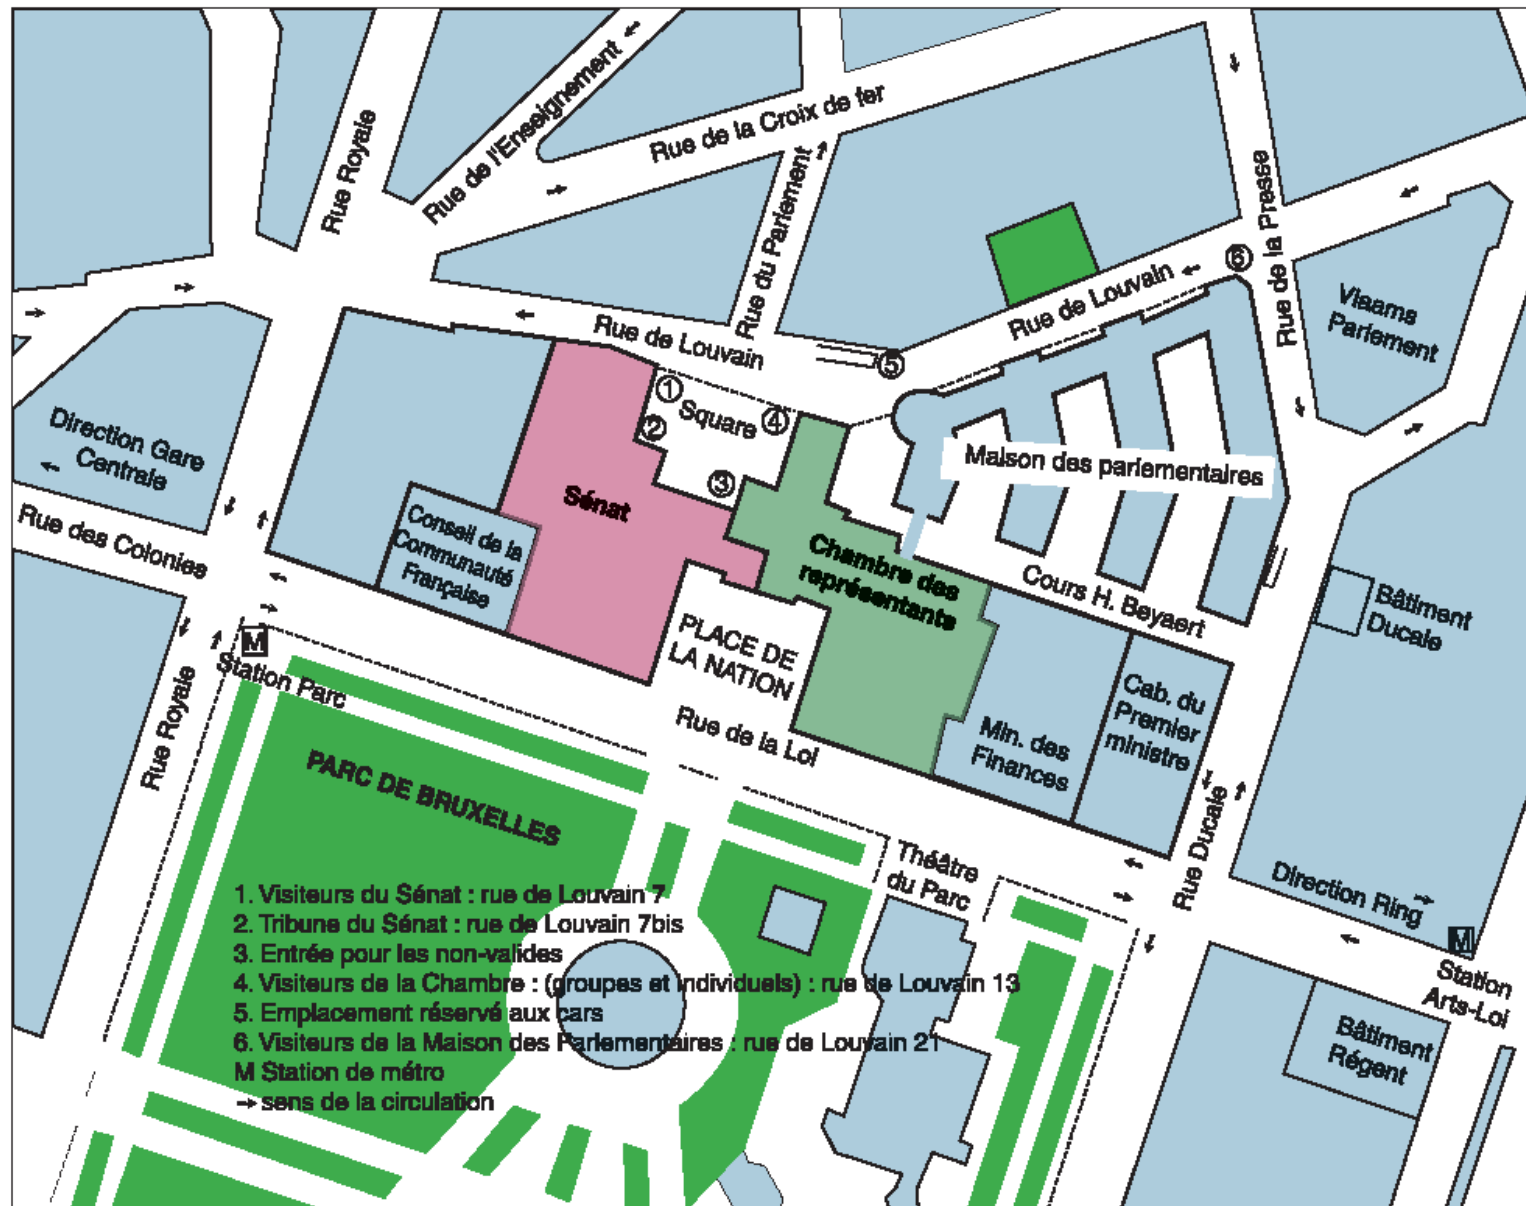 Rue Royale
Rue de l'Enseignement
Rue de la Croix de fer
Rue du Parlement
Rue de la Presse
Rue de Louvain
6
Vlaams
Parlement
Rue de Louvain
5
1
Square
4
2
3
Direction Gare
Centrale
Rue des Colonies
Conseil de la
Communauté
Française
Sénat
Maison des parlementaires
Chambre des
représentants
Cours H. Beyaert
Bâtiment
Ducale
PLACE DE
LA NATION
M
Station Parc
Rue Royale
Rue de la Loi
Min. des
Finances
Cab. du
Premier
ministre
Rue Ducale
PARC DE BRUXELLES
Théâtre
du Parc
Direction Ring
M
Station
Arts-Loi
Bâtiment
Régent
1. Visiteurs du Sénat : rue de Louvain 7
2. Tribune du Sénat : rue de Louvain 7bis
3. Entrée pour les non-valides
4. Visiteurs de la Chambre : (groupes et individuels) : rue de Louvain 13
5. Emplacement réservé aux cars
6. Visiteurs de la Maison des Parlementaires : rue de Louvain 21
M Station de métro
→ sens de la circulation